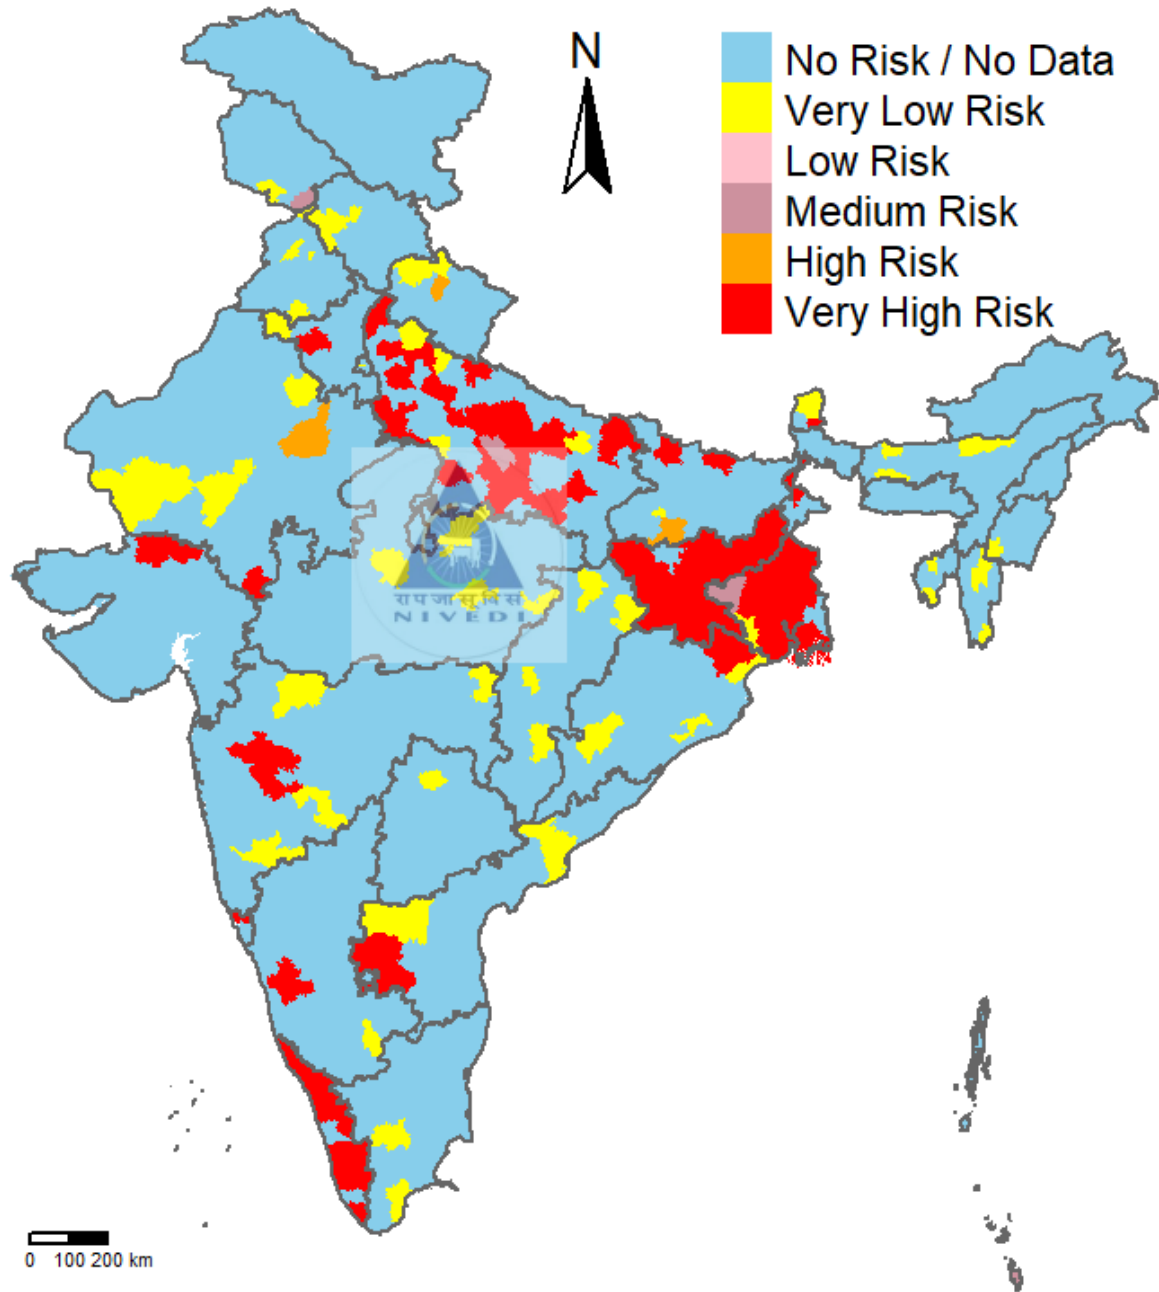 N
No Risk / No Data
Very Low Risk
Low Risk
Medium Risk
High Risk
Very High Risk
रा प जा सू वि सं
NIVEDI
0 100 200 km